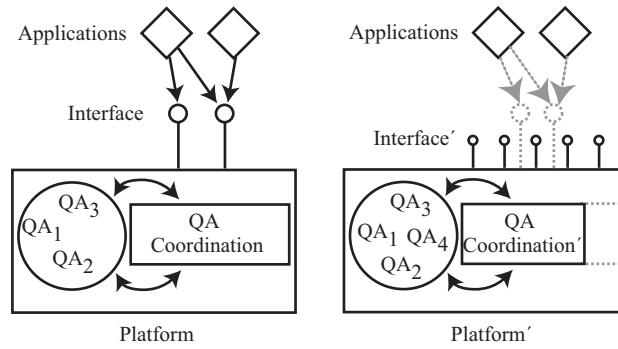 Applications
Interface
QA3
QA1
QA2
QA
Coordination
Platform
Applications
Interface´
QA3
QA1 QA4
QA2
QA
Coordination´
Platform´